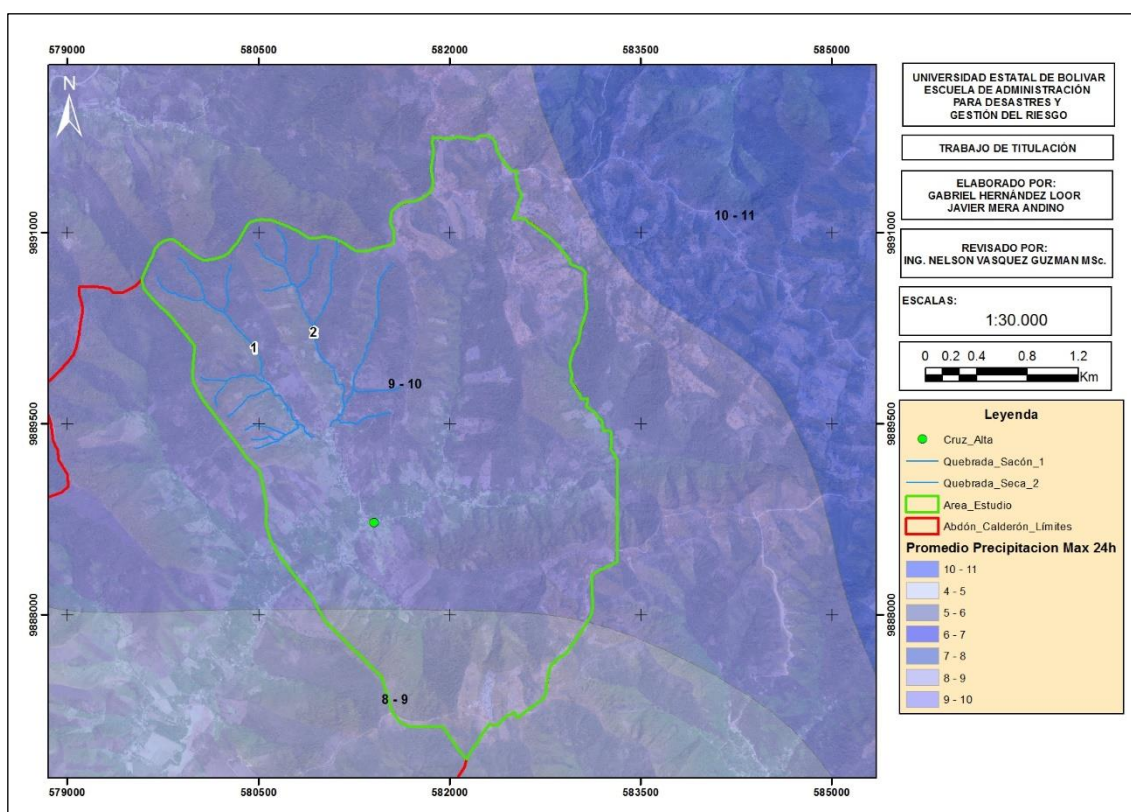 579000 580500 582000 583500 585000
N
10 - 11
9891000 9891000
2
1
9 - 10
9889500 9889500
9888000 9888000
8 - 9
579000 580500 582000 583500 585000
UNIVERSIDAD ESTATAL DE BOLIVAR
ESCUELA DE ADMINISTRACIÓN
PARA DESASTRES Y
GESTIÓN DEL RIESGO
TRABAJO DE TITULACIÓN
ELABORADO POR:
GABRIEL HERNÁNDEZ LOOR
JAVIER MERA ANDINO
REVISADO POR:
ING. NELSON VASQUEZ GUZMAN MSc.
ESCALAS:
1:30.000
0 0.2 0.4 0.8 1.2
Km
Leyenda
Cruz_Alta
Quebrada_Sacón_1
Quebrada_Seca_2
Area_Estudio
Abdón_Calderón_Límites
Promedio Precipitacion Max 24h
10 - 11
4 - 5
5 - 6
6 - 7
7 - 8
8 - 9
9 - 10